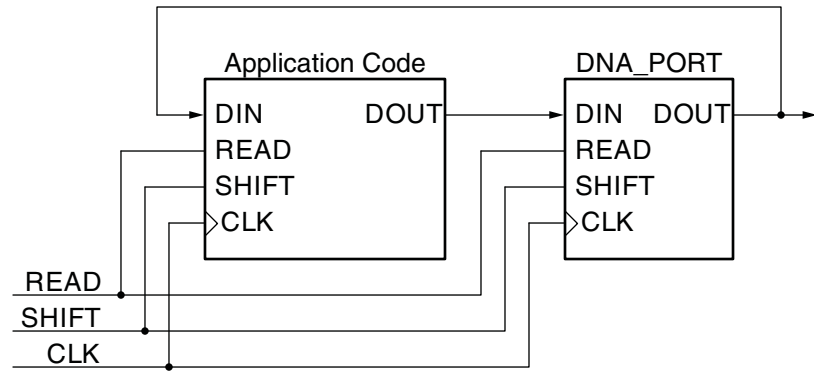 Application Code
DNA_PORT
DIN DOUT
READ
SHIFT
CLK
DIN DOUT
READ
SHIFT
CLK
READ
SHIFT
CLK